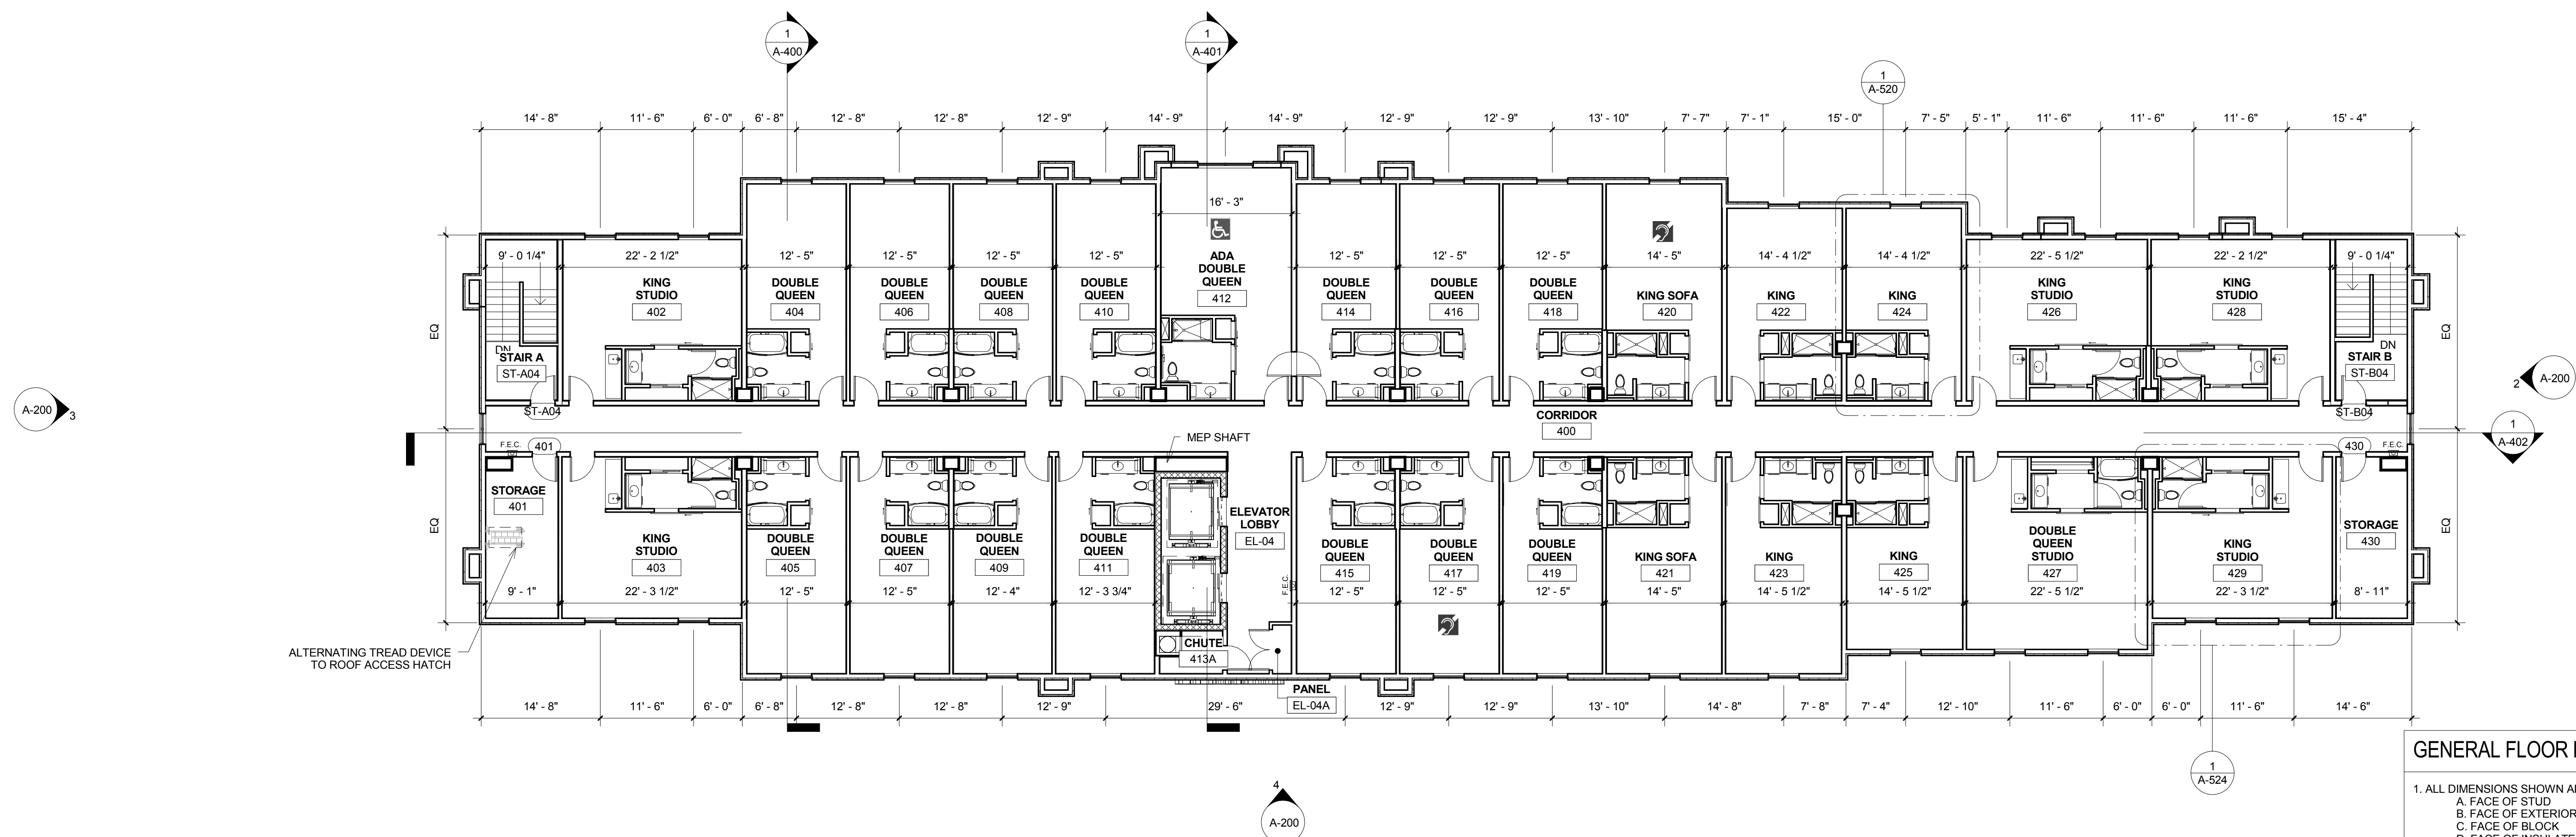 1
A-400
1
A-401
1
A-520
14' - 8" 11' - 6" 6' - 0" 6' - 8" 12' - 8" 12' - 8" 12' - 9" 14' - 9" 14' - 9" 12' - 9" 12' - 9" 13' - 10" 7' - 7" 7' - 1" 15' - 0" 7' - 5" 5' - 1" 11' - 6" 11' - 6" 11' - 6" 15' - 4"
16' - 3"
9' - 0 1/4" 22' - 2 1/2" 12' - 5" 12' - 5" 12' - 5" 12' - 5" 12' - 5" 12' - 5" 12' - 5" 14' - 5" 14' - 4 1/2" 14' - 4 1/2" 22' - 5 1/2" 22' - 2 1/2" 9' - 0 1/4"
KING
STUDIO
402
DOUBLE
QUEEN
404
DOUBLE
QUEEN
406
DOUBLE
QUEEN
408
DOUBLE
QUEEN
410
ADA
DOUBLE
QUEEN
412
DOUBLE
QUEEN
414
DOUBLE
QUEEN
416
DOUBLE
QUEEN
418
KING SOFA
420
KING
422
KING
424
KING
STUDIO
426
KING
STUDIO
428
EQ
EQ
DN
STAIR A
ST-A04
ST-A04
DN
STAIR B
ST-B04
ST-B04
A-200
3
2
A-200
1
A-402
CORRIDOR
400
MEP SHAFT
F.E.C.
401
430
F.E.C.
STORAGE
401
KING
STUDIO
403
DOUBLE
QUEEN
405
DOUBLE
QUEEN
407
DOUBLE
QUEEN
409
DOUBLE
QUEEN
411
ELEVATOR
LOBBY
EL-04
F.E.C.
DOUBLE
QUEEN
415
DOUBLE
QUEEN
417
DOUBLE
QUEEN
419
KING SOFA
421
KING
423
KING
425
DOUBLE
QUEEN
STUDIO
427
KING
STUDIO
429
STORAGE
430
EQ
EQ
9' - 1" 22' - 3 1/2" 12' - 5" 12' - 5" 12' - 4" 12' - 3 3/4" 12' - 5" 12' - 5" 12' - 5" 14' - 5" 14' - 5 1/2" 14' - 5 1/2" 22' - 5 1/2" 22' - 3 1/2" 8' - 11"
CHUTE
413A
ALTERNATING TREAD DEVICE
TO ROOF ACCESS HATCH
PANEL
EL-04A
14' - 8" 11' - 6" 6' - 0" 6' - 8" 12' - 8" 12' - 8" 12' - 9" 29' - 6" 12' - 9" 12' - 9" 13' - 10" 14' - 8" 7' - 8" 7' - 4" 12' - 10" 11' - 6" 6' - 0" 6' - 0" 11' - 6" 14' - 6"
1
A-524
4
A-200
GENERAL FLOOR
1. ALL DIMENSIONS SHOWN
A. FACE OF STUD
B. FACE OF EXTERIOR
C. FACE OF BLOCK